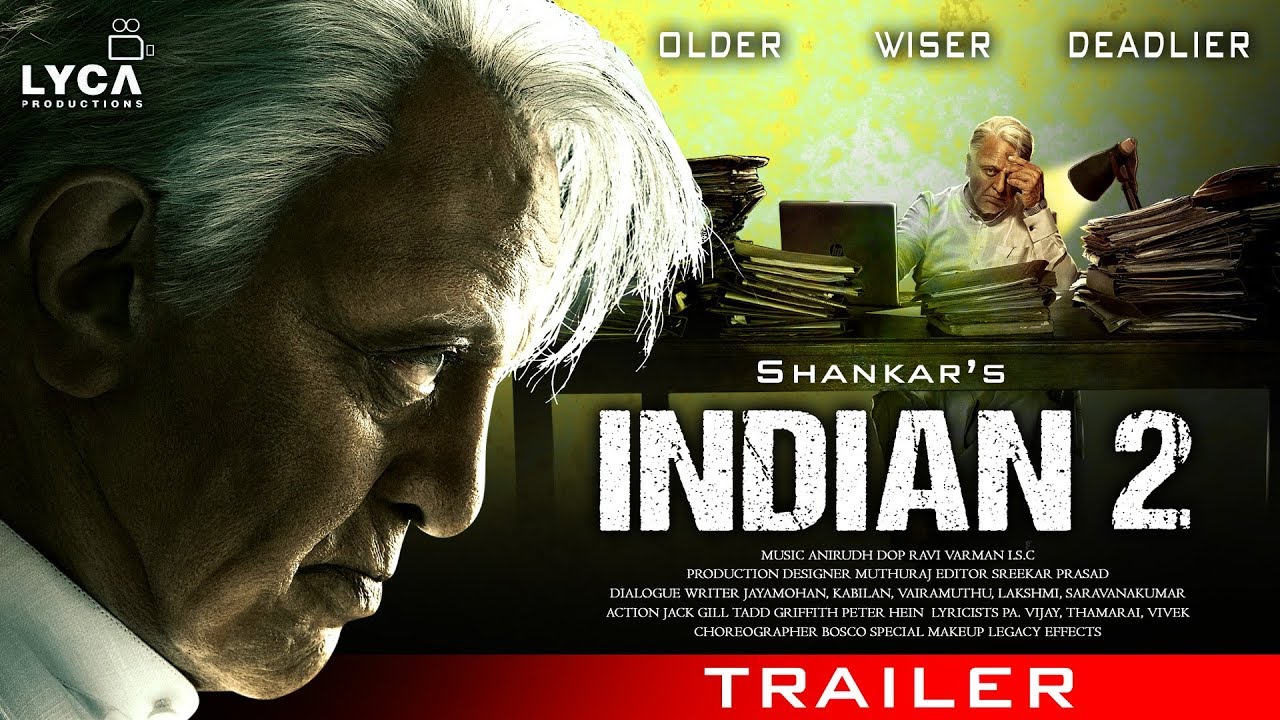 LYCA
PRODUCTIONS
OLDER WISER DEADLIER
hp
SHANKAR'S
INDIAN 2
MUSIC ANIRUDH DOP RAVI VARMAN I.S.C
PRODUCTION DESIGNER MUTHURAJ EDITOR SREEKAR PRASAD
DIALOGUE WRITER JAYAMOHAN, KABILAN, VAIRAMUTHU, LAKSHMI, SARAVANAKUMAR
ACTION JACK GILL TADD GRIFFITH PETER HEIN LYRICISTS PA. VIJAY, THAMARAI, VIVEK
CHOREOGRAPHER BOSCO SPECIAL MAKEUP LEGACY EFFECTS
TRAILER